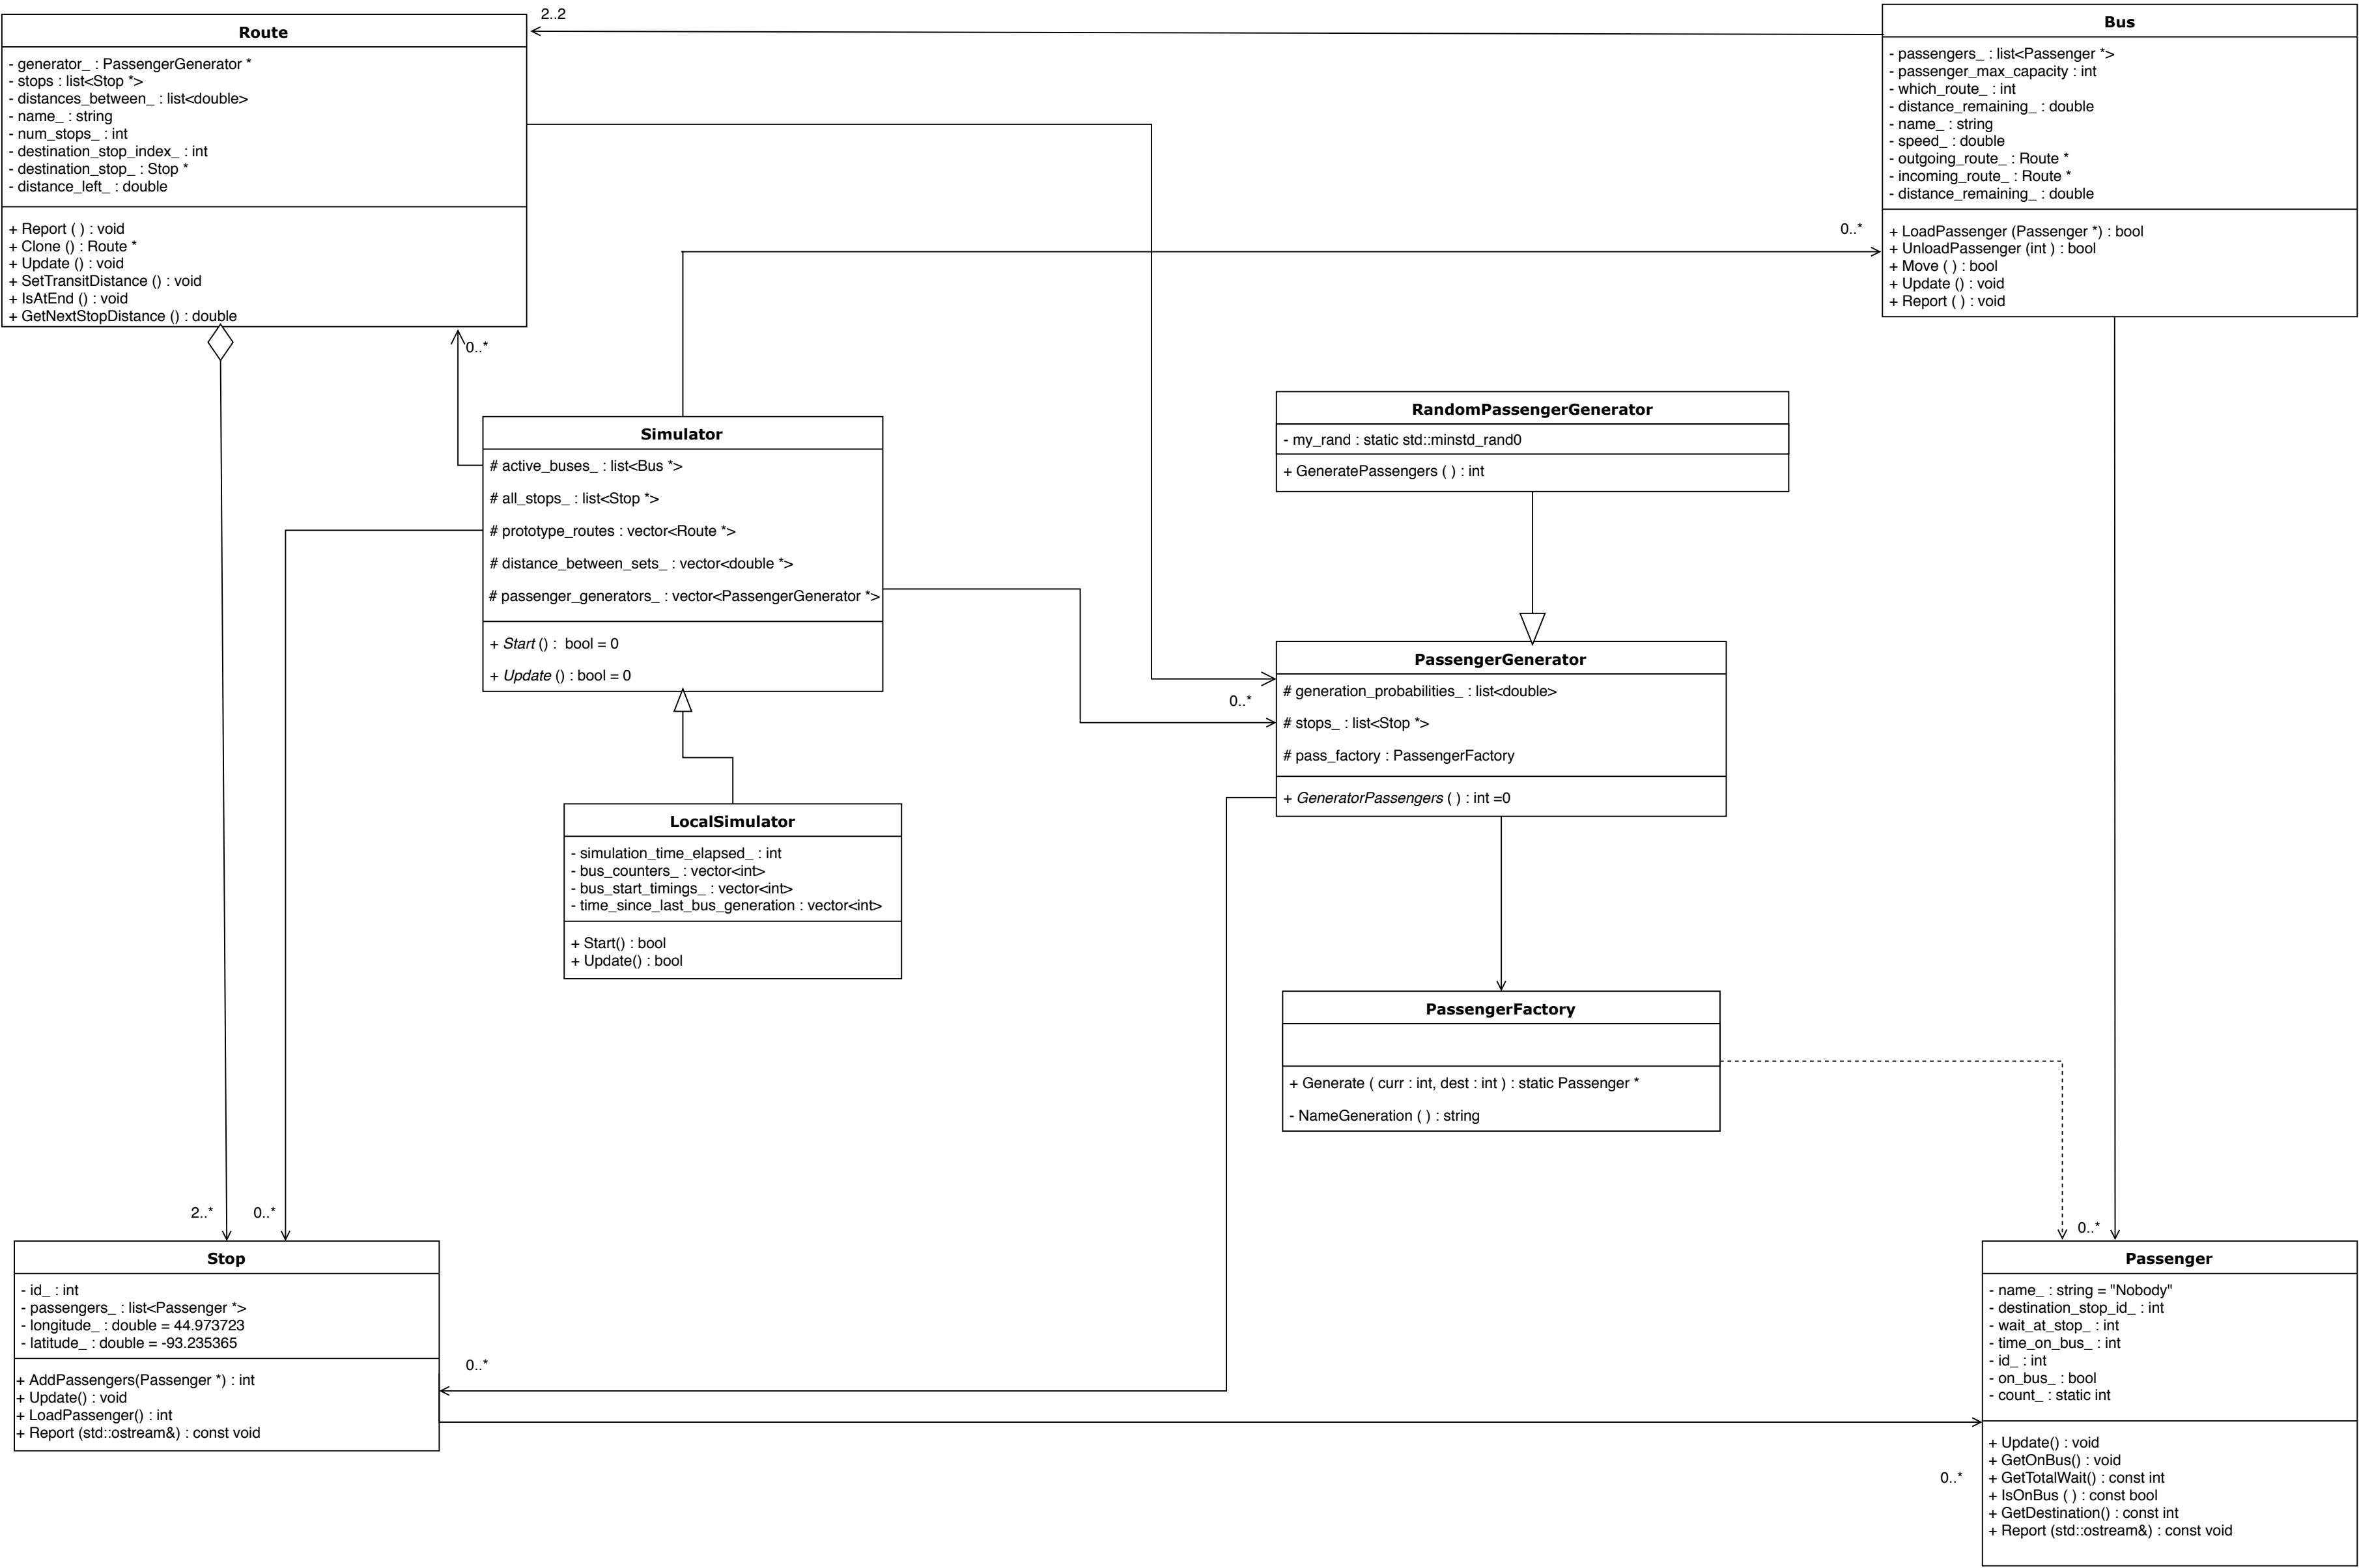 2..2
Route
- generator_ : PassengerGenerator *
- stops : list<Stop *>
- distances_between_ : list<double>
- name_ : string
- num_stops_ : int
- destination_stop_index_ : int
- destination_stop_ : Stop *
- distance_left_ : double
+ Report ( ) : void
+ Clone () : Route *
+ Update () : void
+ SetTransitDistance () : void
+ IsAtEnd () : void
+ GetNextStopDistance () : double
Bus
- passengers_ : list<Passenger *>
- passenger_max_capacity : int
- which_route_ : int
- distance_remaining_ : double
- name_ : string
- speed_ : double
- outgoing_route_ : Route *
- incoming_route_ : Route *
- distance_remaining_ : double
+ LoadPassenger (Passenger *) : bool
+ UnloadPassenger (int ) : bool
+ Move ( ) : bool
+ Update () : void
+ Report ( ) : void
0..*
0..*
Simulator
# active_buses_ : list<Bus *>
# all_stops_ : list<Stop *>
# prototype_routes : vector<Route *>
# distance_between_sets_ : vector<double *>
# passenger_generators_ : vector<PassengerGenerator *>
+ Start () :  bool = 0
+ Update () : bool = 0
RandomPassengerGenerator
- my_rand : static std::minstd_rand0
+ GeneratePassengers ( ) : int
PassengerGenerator
# generation_probabilities_ : list<double>
# stops_ : list<Stop *>
# pass_factory : PassengerFactory
+ GeneratorPassengers ( ) : int =0
0..*
LocalSimulator
- simulation_time_elapsed_ : int
- bus_counters_ : vector<int>
- bus_start_timings_ : vector<int>
- time_since_last_bus_generation : vector<int>
+ Start() : bool
+ Update() : bool
PassengerFactory
+ Generate ( curr : int, dest : int ) : static Passenger *
- NameGeneration ( ) : string
2..*
0..*
0..*
Stop
- id_ : int
- passengers_ : list<Passenger *>
- longitude_ : double = 44.973723
- latitude_ : double = -93.235365
+ AddPassengers(Passenger *) : int
+ Update() : void
+ LoadPassenger() : int
+ Report (std::ostream&) : const void
0..*
Passenger
- name_ : string = "Nobody"
- destination_stop_id_ : int
- wait_at_stop_ : int
- time_on_bus_ : int
- id_ : int
- on_bus_ : bool
- count_ : static int
+ Update() : void
+ GetOnBus() : void
+ GetTotalWait() : const int
+ IsOnBus ( ) : const bool
+ GetDestination() : const int
+ Report (std::ostream&) : const void
0..*